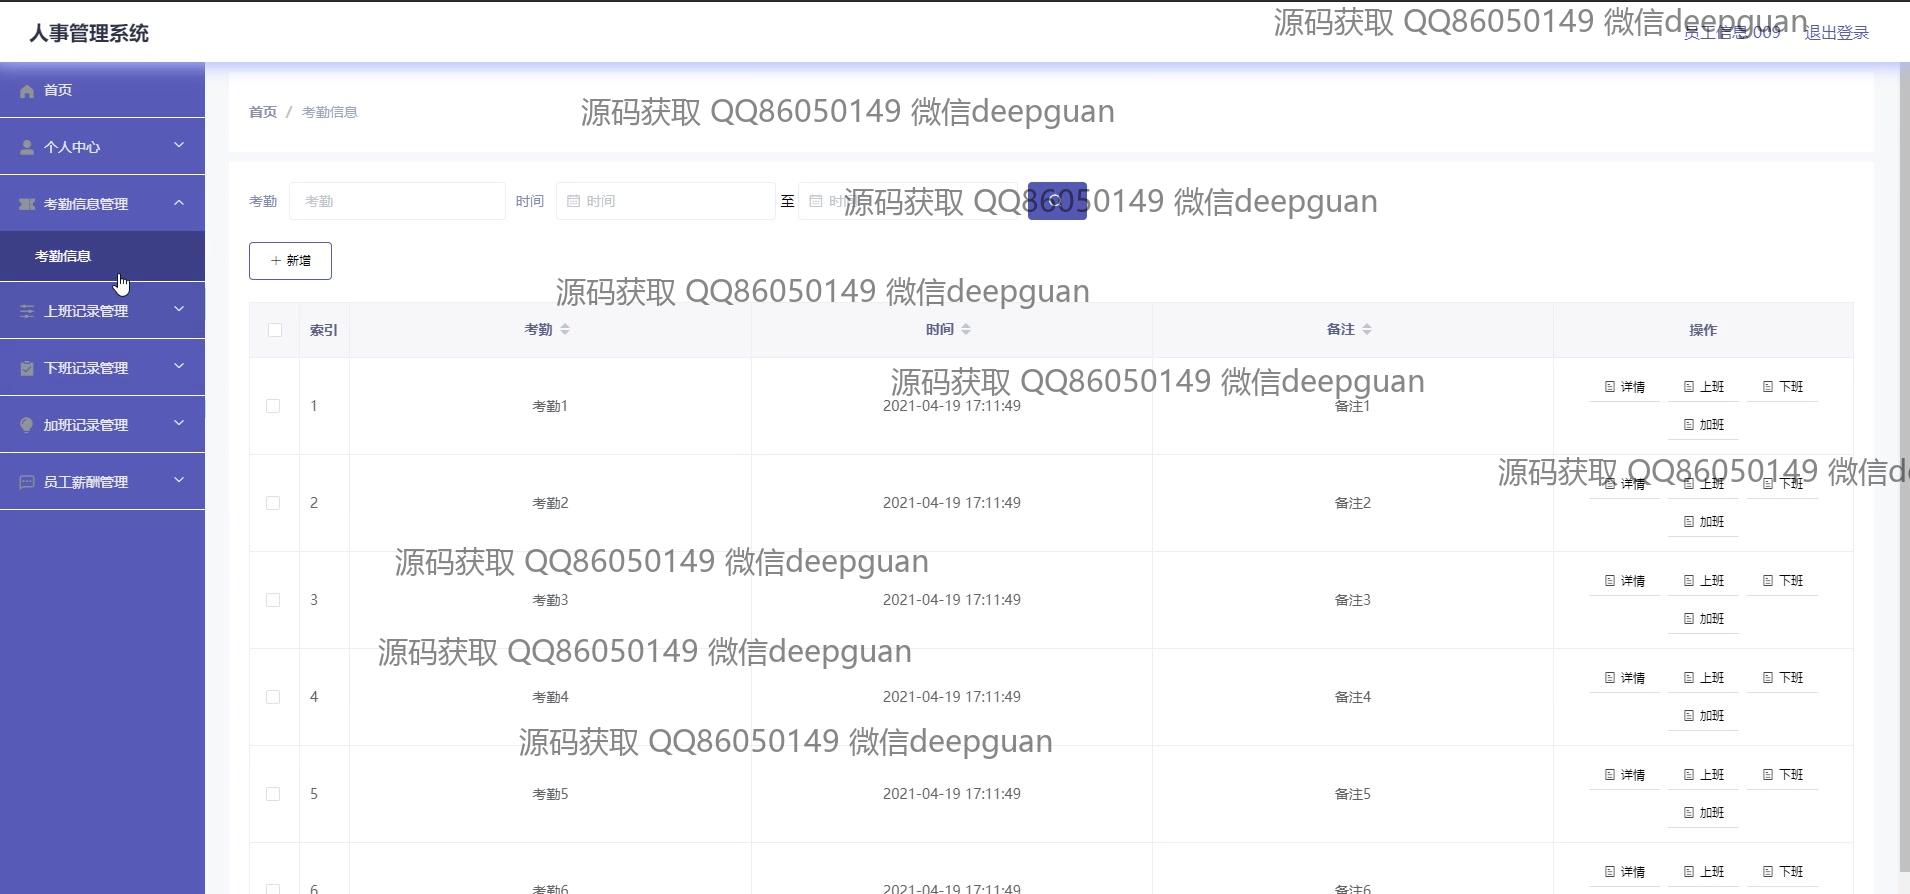 人事管理系统
源码获取 QQ86050149 微信deepguan
员工信息 009 退出登录
首页
个人中心
考勤信息管理
考勤信息
上班记录管理
下班记录管理
加班记录管理
员工薪酬管理
首页 / 考勤信息
源码获取 QQ86050149 微信deepguan
考勤 考勤 时间 时间 至 时间
源码获取 QQ86050149 微信deepguan
新增
源码获取 QQ86050149 微信deepguan
索引 考勤 时间 备注 操作
源码获取 QQ86050149 微信deepguan
1 考勤1 2021-04-19 17:11:49 备注1 详情 上班 下班
加班
源码获取 QQ86050149 微信de
2 考勤2 2021-04-19 17:11:49 备注2 详情 上班 下班
加班
源码获取 QQ86050149 微信deepguan
3 考勤3 2021-04-19 17:11:49 备注3 详情 上班 下班
加班
源码获取 QQ86050149 微信deepguan
4 考勤4 2021-04-19 17:11:49 备注4 详情 上班 下班
加班
源码获取 QQ86050149 微信deepguan
5 考勤5 2021-04-19 17:11:49 备注5 详情 上班 下班
加班
6 考勤6 2021-04-19 17:11:49 备注6 详情 上班 下班